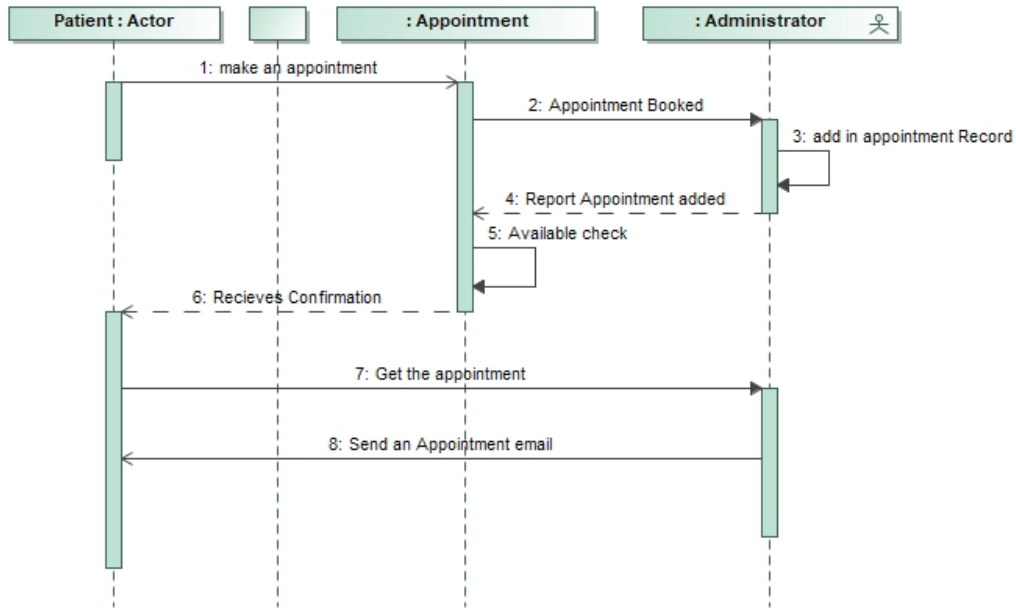 Patient : Actor
: Appointment
: Administrator
1: make an appointment
2: Appointment Booked
3: add in appointment Record
4: Report Appointment added
5: Available check
6: Recieves Confirmation
7: Get the appointment
8: Send an Appointment email